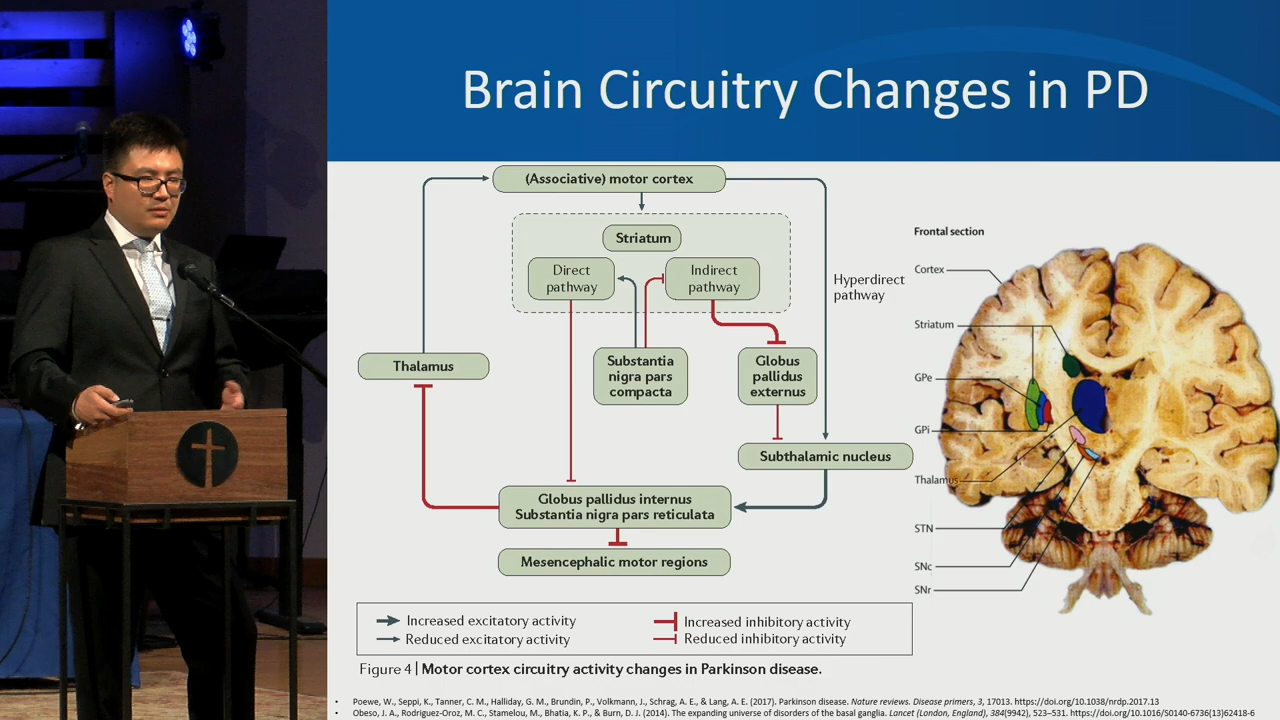 Brain Circuitry Changes in PD
(Associative) motor cortex
Striatum
Direct
pathway
Indirect
pathway
Hyperdirect
pathway
Thalamus
Substantia
nigra pars
compacta
Globus
pallidus
externus
Subthalamic nucleus
Globus pallidus internus
Substantia nigra pars reticulata
Mesencephalic motor regions
Increased excitatory activity
Reduced excitatory activity
Increased inhibitory activity
Reduced inhibitory activity
Figure 4 | Motor cortex circuitry activity changes in Parkinson disease.
Frontal section
Cortex
Striatum
GPe
GPi
Thalamus
STN
SNc
SNr
• Poewe, W., Seppi, K., Tanner, C. M., Halliday, G. M., Brundin, P., Volkmann, J., Schrag, A. E., & Lang, A. E. (2017). Parkinson disease. Nature reviews. Disease primers, 3, 17013. https://doi.org/10.1038/nrdp.2017.13
• Obeso, J. A., Rodriguez-Oroz, M. C., Stamelou, M., Bhatia, K. P., & Burn, D. J. (2014). The expanding universe of disorders of the basal ganglia. Lancet (London, England), 384(9942), 523–531. https://doi.org/10.1016/S0140-6736(13)62418-6